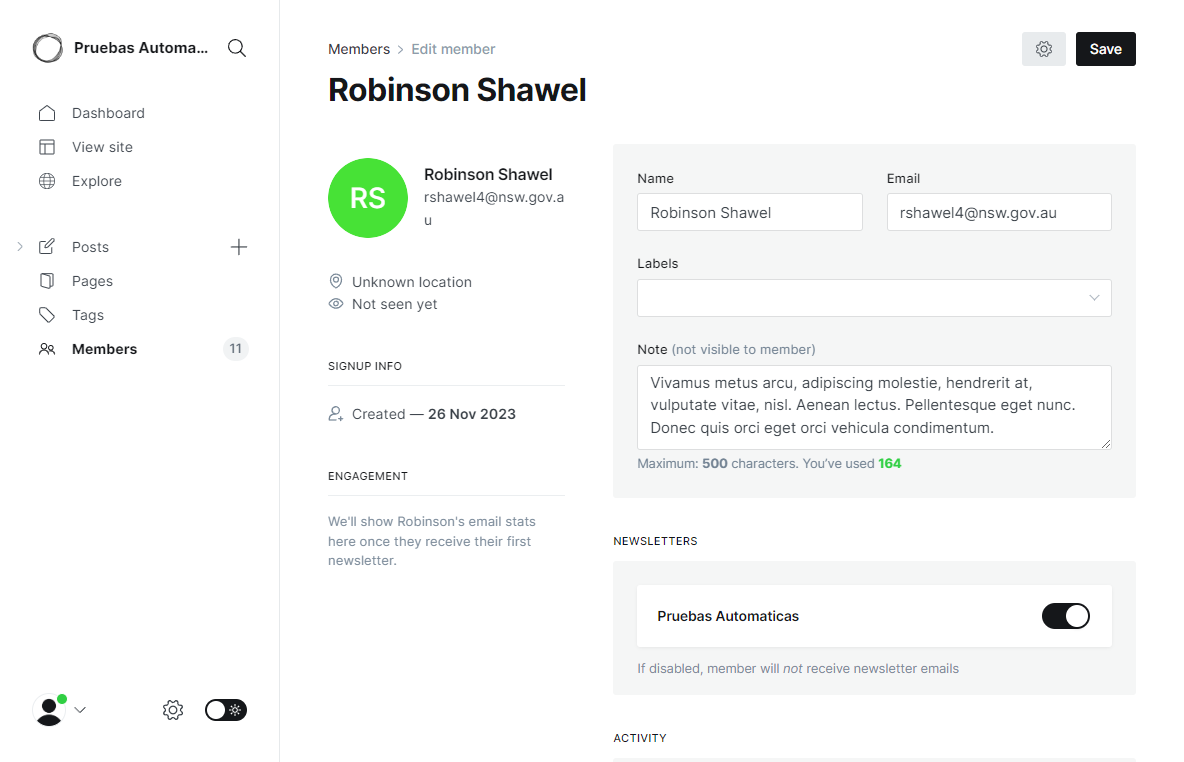 Pruebas Automa...
Dashboard
View site
Explore
Posts
Pages
Tags
Members
11
Members
Edit member
Save
Robinson Shawel
RS
Robinson Shawel
rshawel4@nsw.gov.a
u
Unknown location
Not seen yet
SIGNUP INFO
Created — 26 Nov 2023
ENGAGEMENT
We'll show Robinson's email stats
here once they receive their first
newsletter.
Name
Email
Robinson Shawel
rshawel4@nsw.gov.au
Labels
Note (not visible to member)
Vivamus metus arcu, adipiscing molestie, hendrerit at,
vulputate vitae, nisl. Aenean lectus. Pellentesque eget nunc.
Donec quis orci eget orci vehicula condimentum.
Maximum: 500 characters. You've used 164
NEWSLETTERS
Pruebas Automaticas
If disabled, member will not receive newsletter emails
ACTIVITY